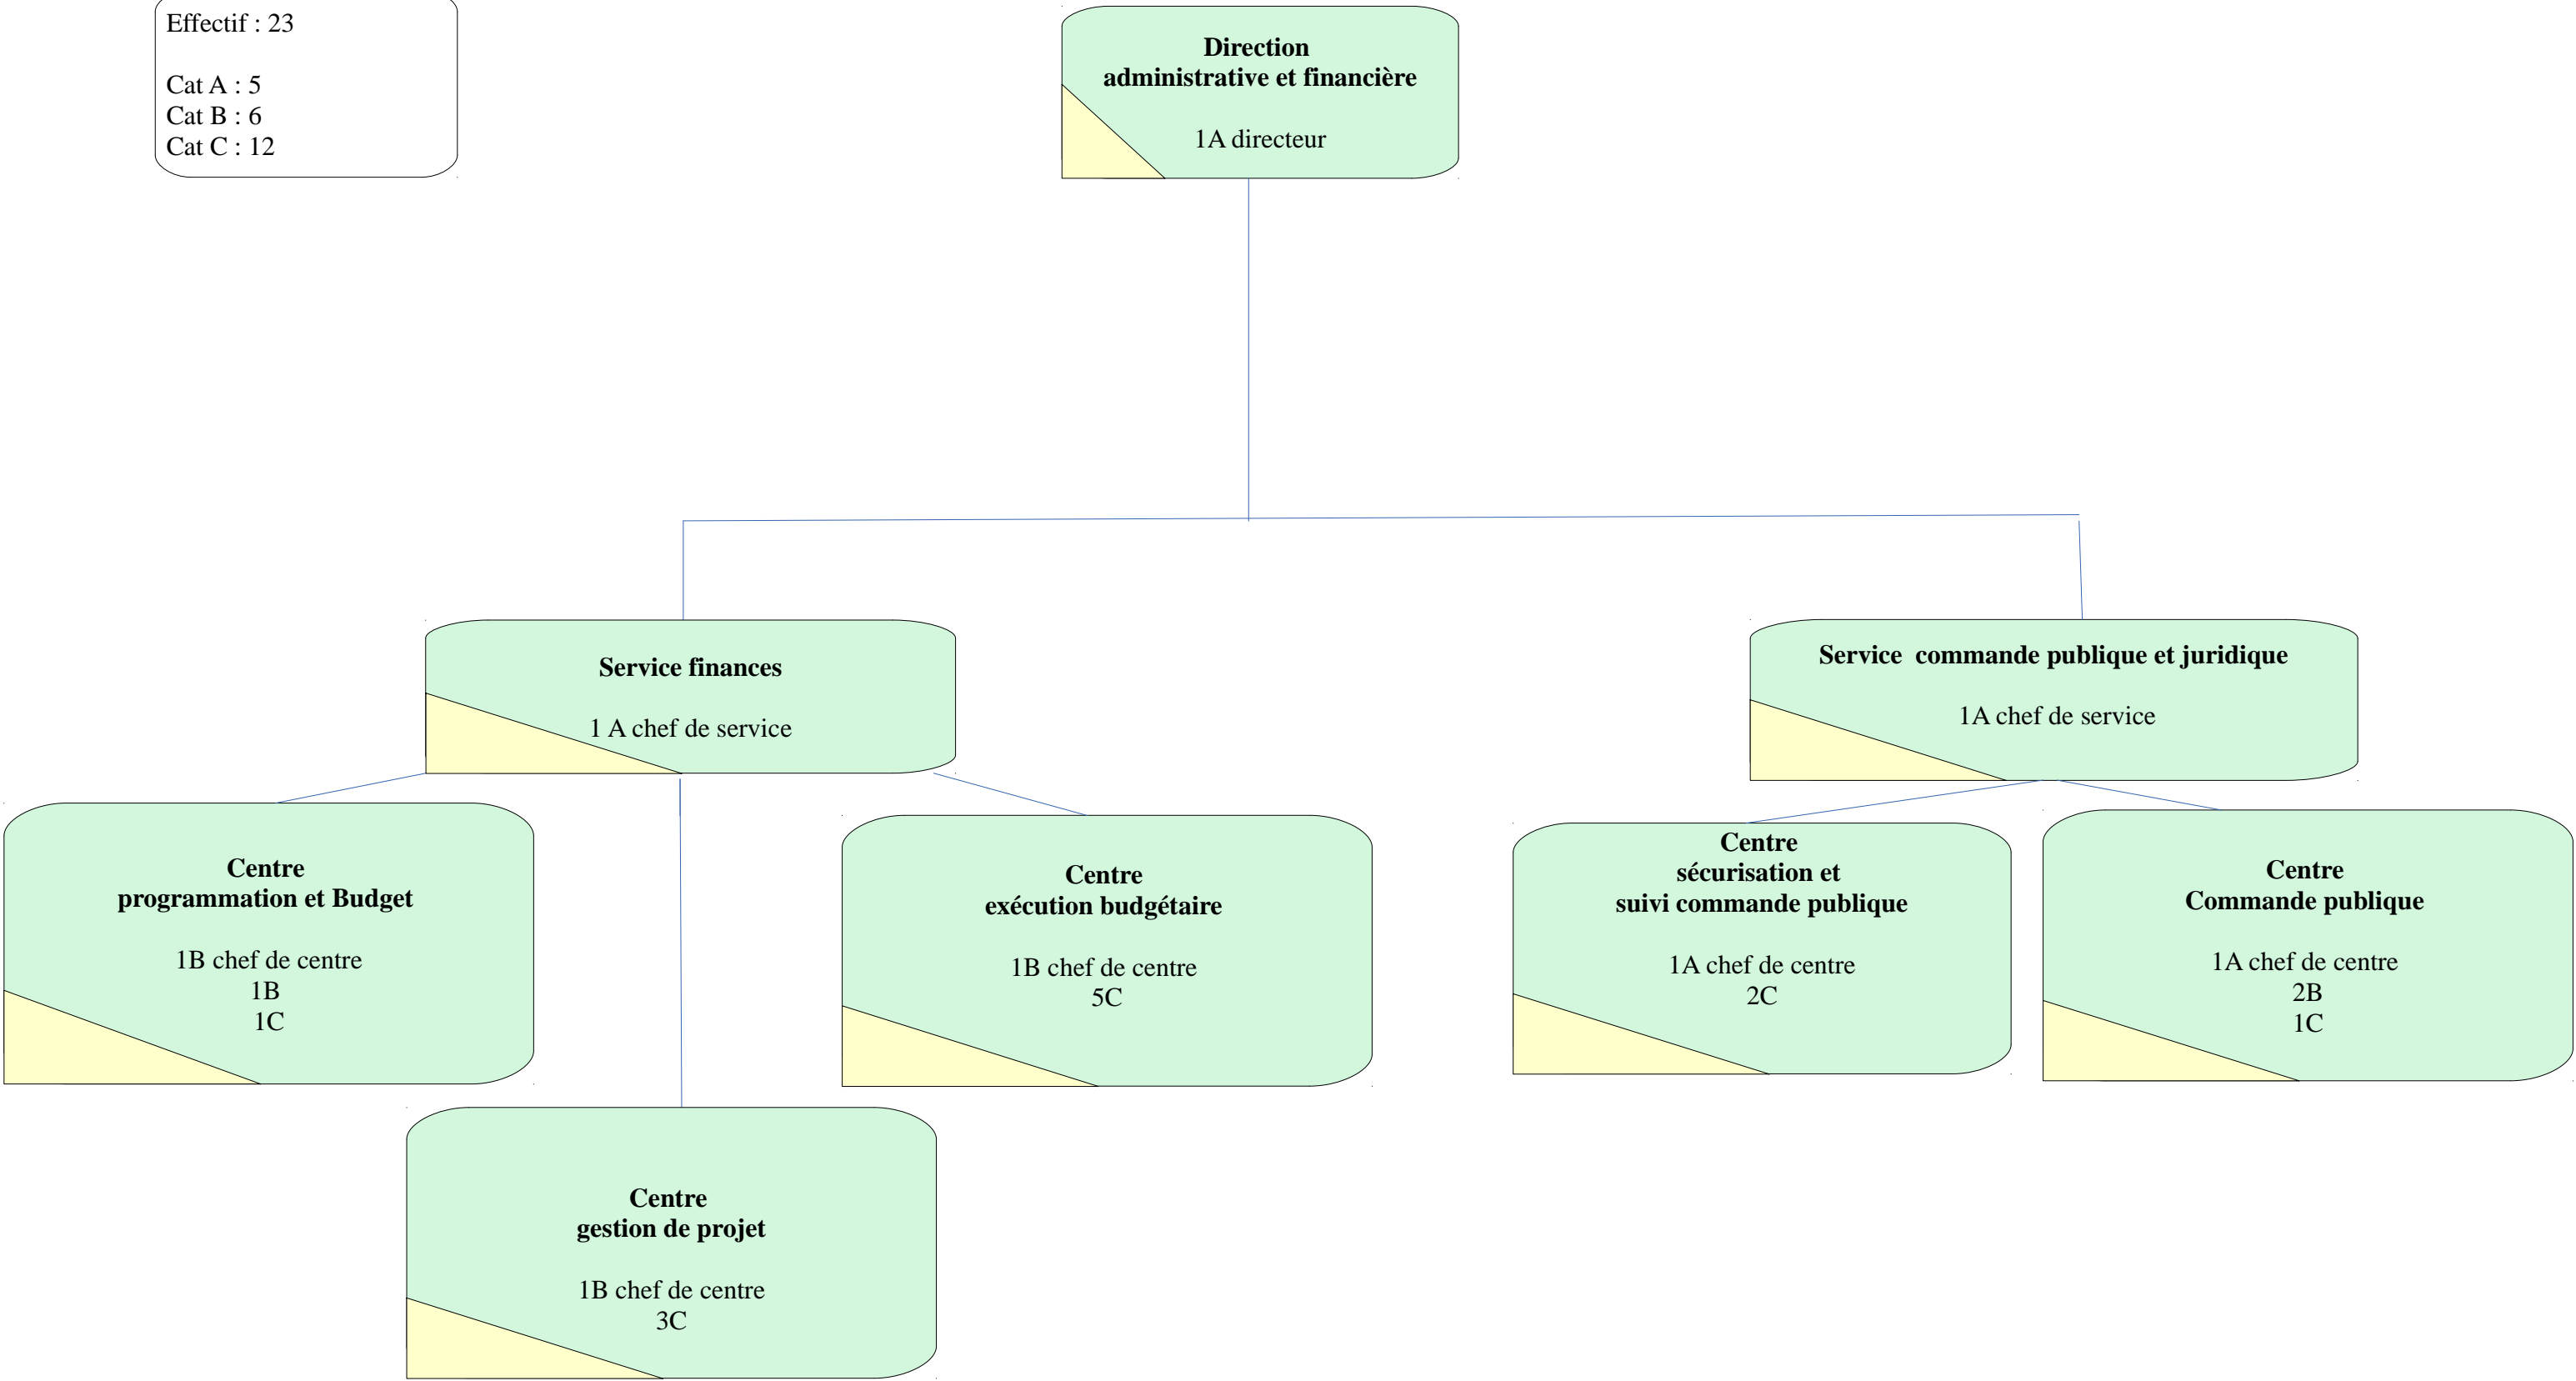 Effectif : 23
Cat A : 5
Cat B : 6
Cat C : 12
Direction
administrative et financière
1A directeur
Service finances
1 A chef de service
Service  commande publique et juridique
1A chef de service
Centre
programmation et Budget
1B chef de centre
1B
1C
Centre
exécution budgétaire
1B chef de centre
5C
Centre
sécurisation et
suivi commande publique
1A chef de centre
2C
Centre
Commande publique
1A chef de centre
2B
1C
Centre
gestion de projet
1B chef de centre
3C